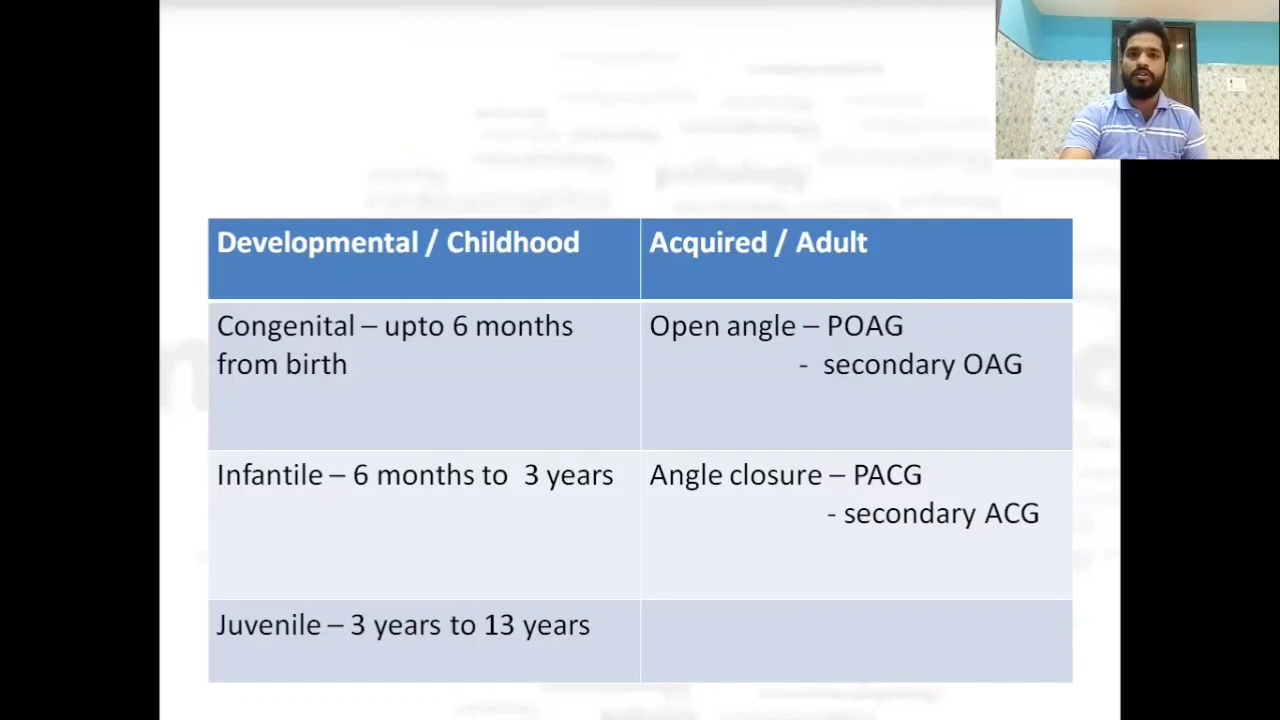 Developmental / Childhood
Acquired / Adult
Congenital – upto 6 months
from birth
Open angle – POAG
- secondary OAG
Infantile – 6 months to 3 years
Angle closure – PACG
- secondary ACG
Juvenile – 3 years to 13 years